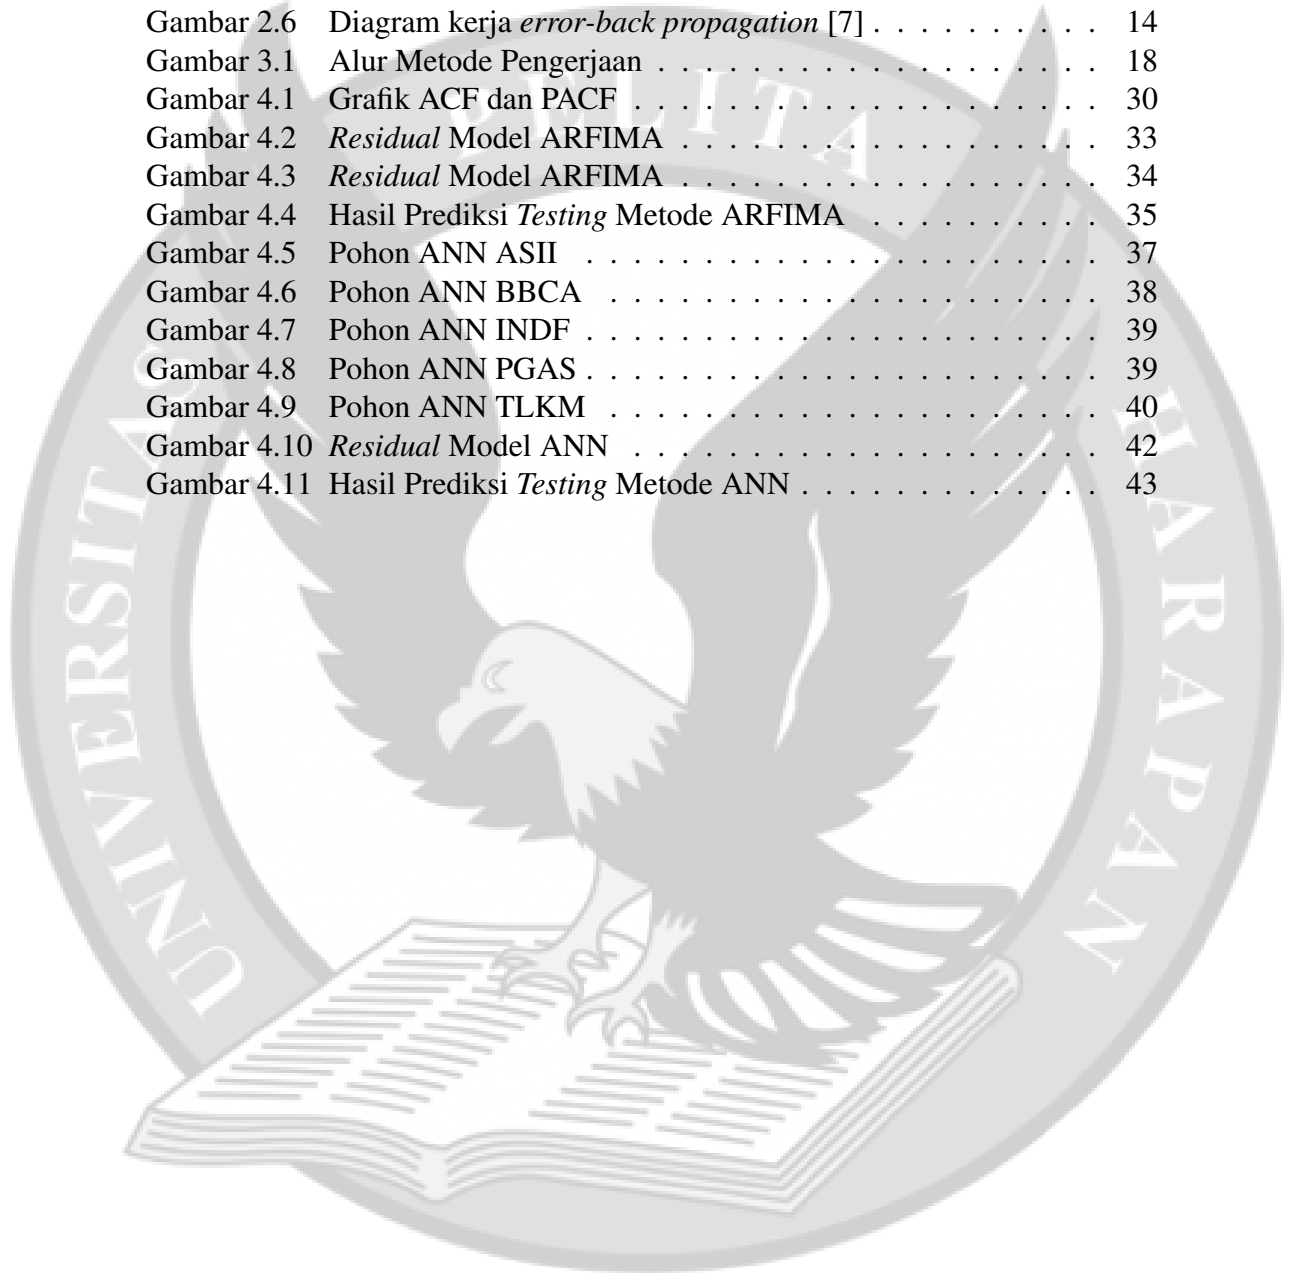 Gambar 2.6 Diagram kerja error-back propagation [7] . . . . . . . . . . 14
Gambar 3.1 Alur Metode Pengerjaan . . . . . . . . . . . . . . . . . . . 18
Gambar 4.1 Grafik ACF dan PACF . . . . . . . . . . . . . . . . . . . . 30
Gambar 4.2 Residual Model ARFIMA . . . . . . . . . . . . . . . . . . 33
Gambar 4.3 Residual Model ARFIMA . . . . . . . . . . . . . . . . . . 34
Gambar 4.4 Hasil Prediksi Testing Metode ARFIMA . . . . . . . . . . 35
Gambar 4.5 Pohon ANN ASII . . . . . . . . . . . . . . . . . . . . . . 37
Gambar 4.6 Pohon ANN BBCA . . . . . . . . . . . . . . . . . . . . . 38
Gambar 4.7 Pohon ANN INDF . . . . . . . . . . . . . . . . . . . . . . 39
Gambar 4.8 Pohon ANN PGAS . . . . . . . . . . . . . . . . . . . . . . 39
Gambar 4.9 Pohon ANN TLKM . . . . . . . . . . . . . . . . . . . . . 40
Gambar 4.10 Residual Model ANN . . . . . . . . . . . . . . . . . . . . 42
Gambar 4.11 Hasil Prediksi Testing Metode ANN . . . . . . . . . . . . . 43
UNIVERSITAS PELITA HARAPAN